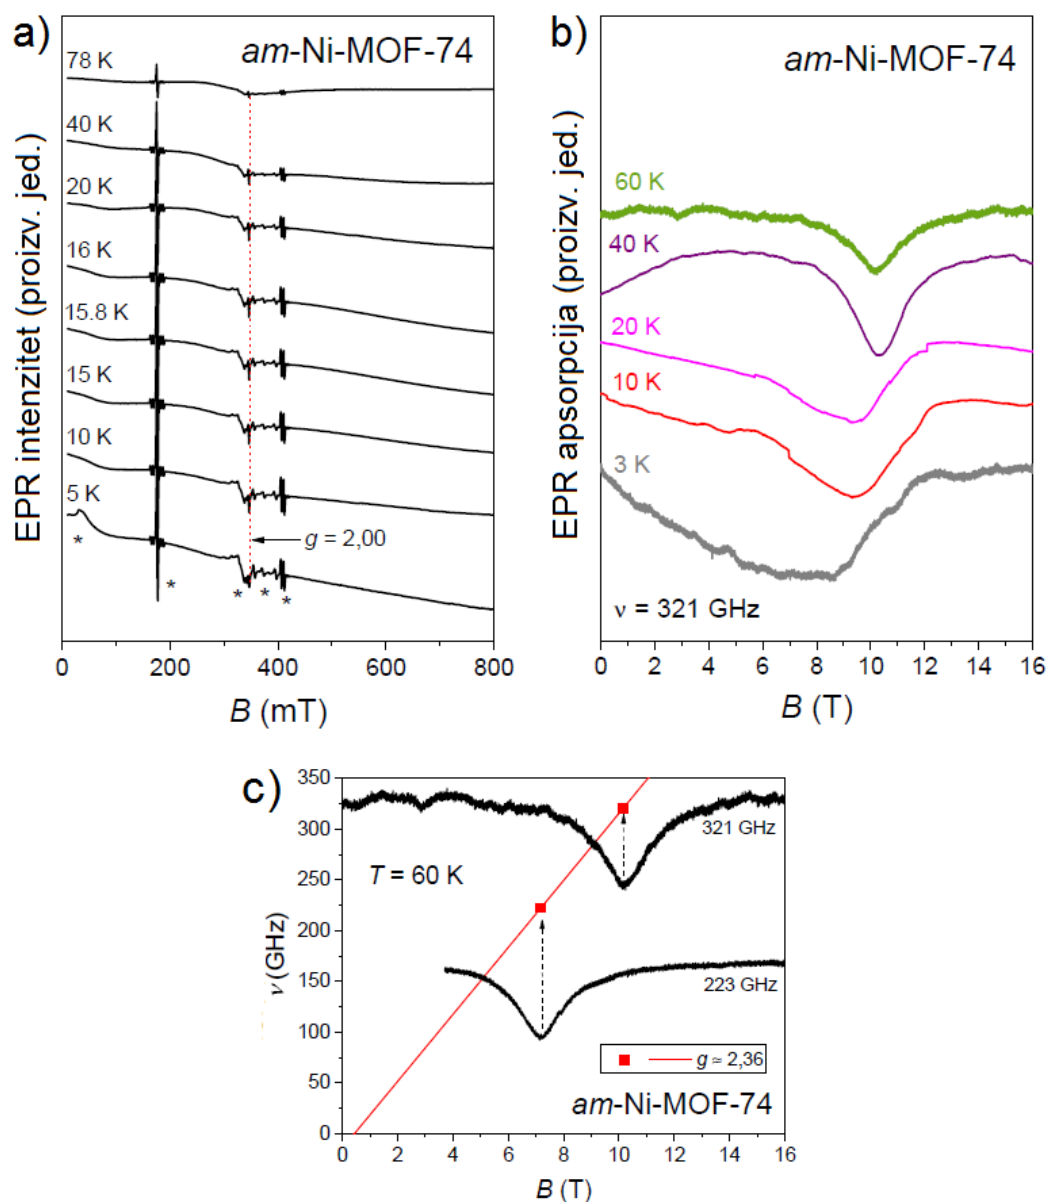 a)
am-Ni-MOF-74
78 K
40 K
20 K
16 K
15.8 K
15 K
10 K
5 K
*
*
*
*
*
g = 2,00
EPR intenzitet (proizv. jed.)
0
200
400
600
800
B (mT)
b)
am-Ni-MOF-74
60 K
40 K
20 K
10 K
3 K
ν = 321 GHz
EPR apsorpcija (proizv. jed.)
0
2
4
6
8
10
12
14
16
B (T)
c)
350
300
250
200
150
100
50
0
ν (GHz)
321 GHz
T = 60 K
223 GHz
g ≃ 2,36
am-Ni-MOF-74
0
2
4
6
8
10
12
14
16
B (T)